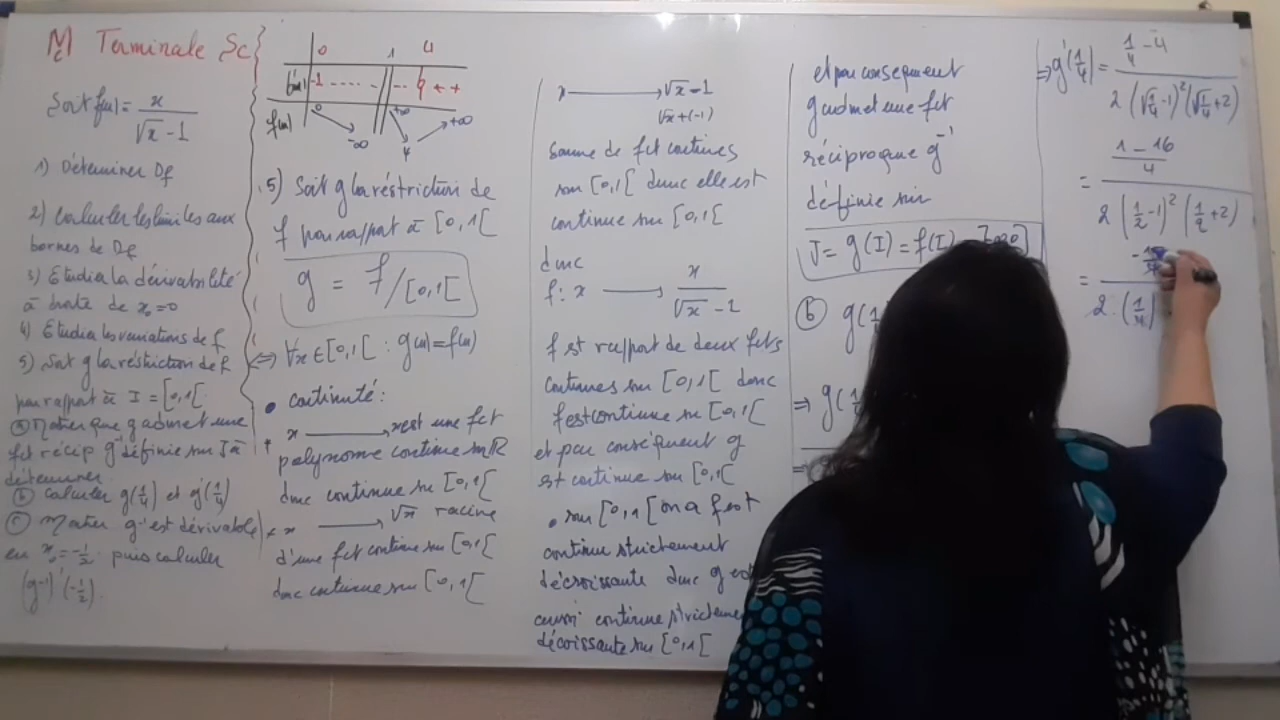 Mc Terminale Sc
Soit f(x) = x / √x - 1
1) Déterminer Df
2) Calculer les limites aux
bornes de Df
3) Etudier la dérivabilité
à droite de x₀=0
4) Etudier les variations de f
5) Soit g la réstriction de f
par rapport à I = [0,1[
ⓐ Montrer que g admet une
fct récip g⁻¹ définie sur J à
déterminer
ⓑ Calculer g(1/4) et g'(1/4)
ⓒ Montrer g⁻¹ est dérivable
en x₀ = -1/2 puis calculer
(g⁻¹)'(-1/2).
0 1 4
f'(x) -1 ---- -- 0 + +
f(x) 0 -∞ +∞ 4 +∞
5) Soit g la réstriction de
f par rapport à [0,1[
g = f/[0,1[
⇔ ∀x∈[0,1[ : g(x)=f(x)
• continuité:
* x ⟶ x est une fct
polynome continue sur ℝ
donc continue sur [0,1[
* x ⟶ √x racine
d'une fct continue sur [0,1[
donc continue sur [0,1[
x ⟶ √x - 1
√x + (-1)
somme de fct continues
sur [0,1[ donc elle est
continue sur [0,1[
donc
f: x ⟶ x / √x - 1
f est rapport de deux fcts
continues sur [0,1[ donc
f est continue sur [0,1[
et par conséquent g
est continue sur [0,1[
• sur [0,1[ on a f est
continue strictement
décroissante donc g est
aussi continue strictement
décoissante sur [0,1[
et par consequent
g admet une fct
réciproque g⁻¹
définie sur
J = g(I) = f(I) =
ⓑ g(1
⇒ g(1
⇒ g'(1/4) = 1/4 - 4 / 2(√1/4 - 1)²(√1/4 + 2)
= 1 - 16 / 4 / 2(1/2 - 1)²(1/2 + 2)
= - / 2 · (1/4)